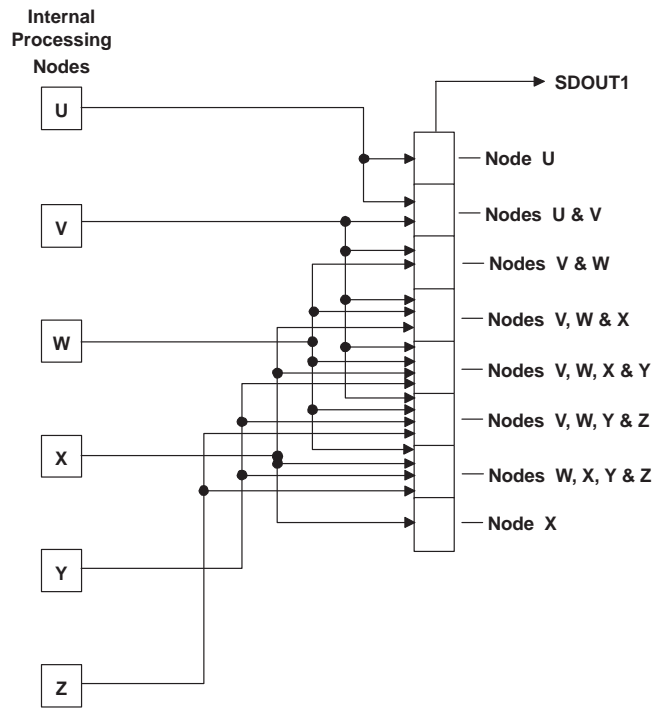 Internal
Processing
Nodes
SDOUT1
U
Node U
V
Nodes U & V
Nodes V & W
W
Nodes V, W & X
Nodes V, W, X & Y
Nodes V, W, Y & Z
X
Nodes W, X, Y & Z
Node X
Y
Z